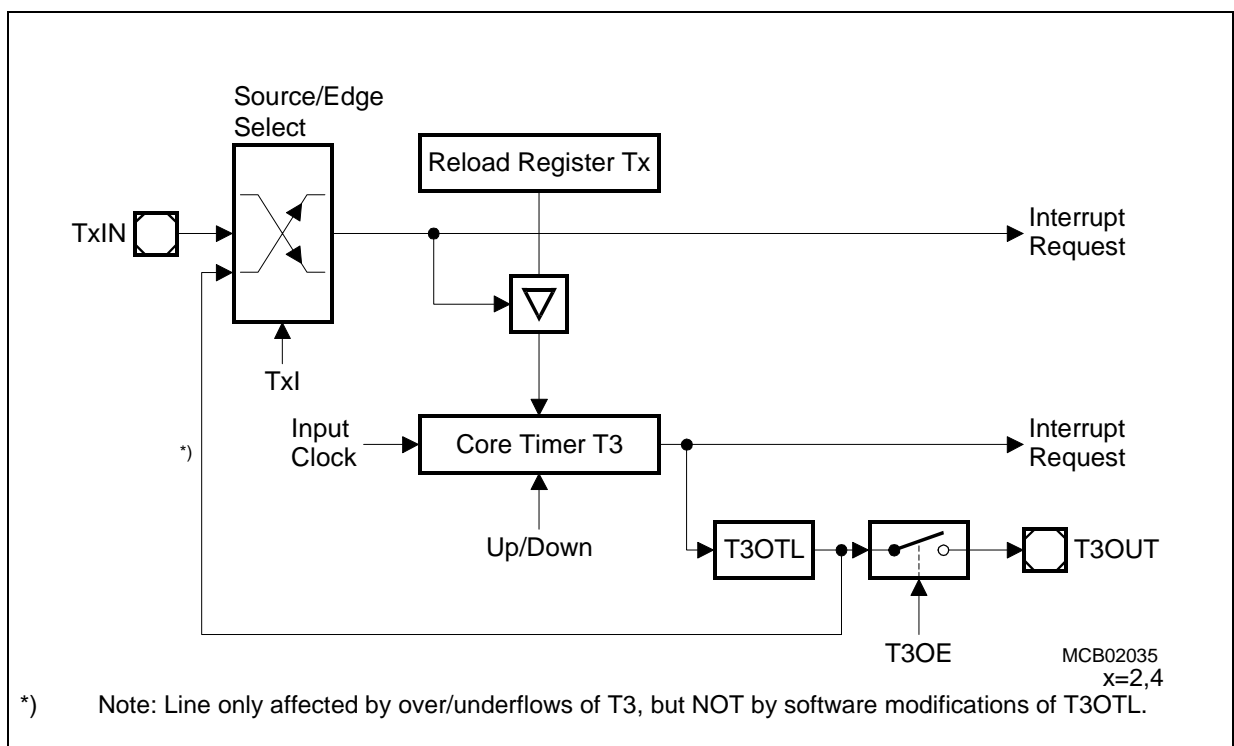 Source/Edge
Select
Reload Register Tx
TxIN
Interrupt
Request
TxI
Input
Clock
Core Timer T3
Interrupt
Request
*)
Up/Down
T3OTL
T3OUT
T3OE
MCB02035
x=2,4
*) Note: Line only affected by over/underflows of T3, but NOT by software modifications of T3OTL.